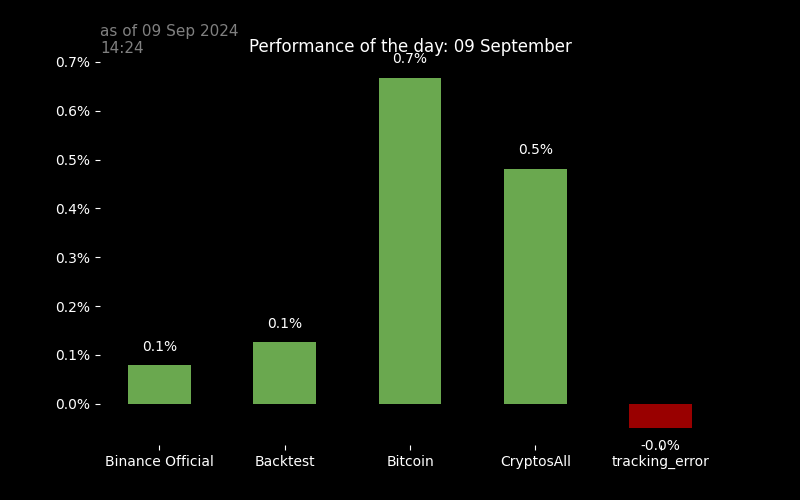 as of 09 Sep 2024
14:24
Performance of the day: 09 September
0.7%
0.6%
0.5%
0.4%
0.3%
0.2%
0.1%
0.0%
0.1%
0.1%
0.7%
0.5%
-0.0%
Binance Official
Backtest
Bitcoin
CryptosAll
tracking_error